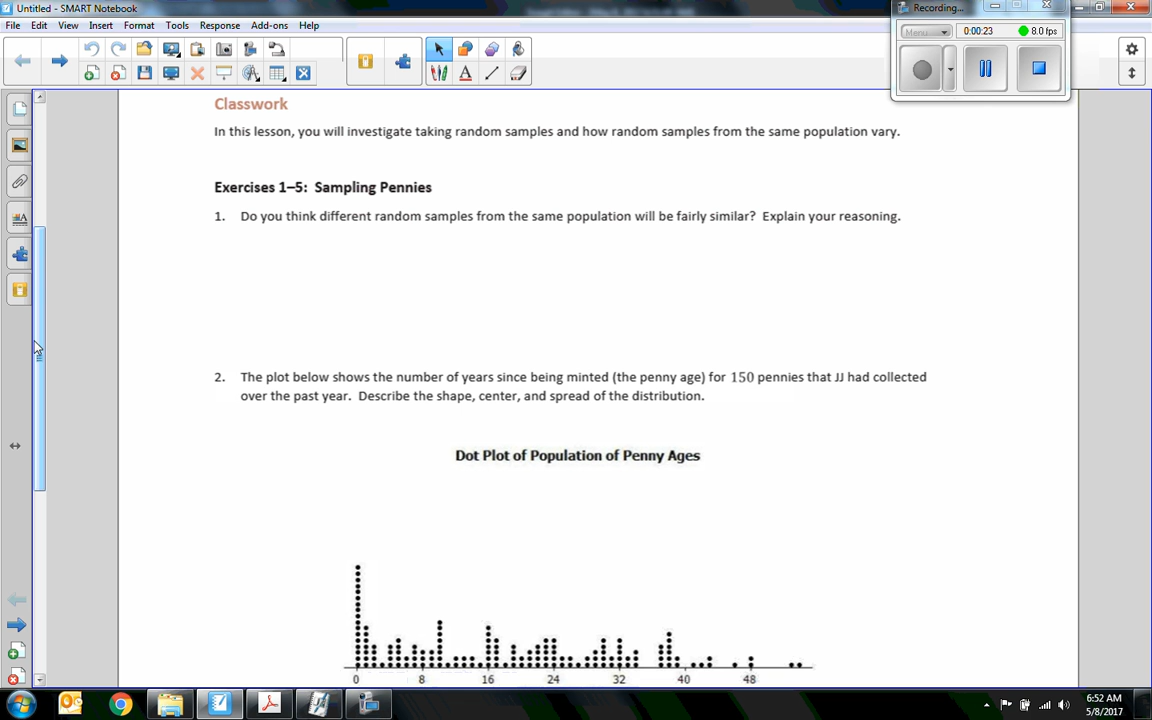 Untitled - SMART Notebook
Recording...
File Edit View Insert Format Tools Response Add-ons Help
Menu 0:00:23 8.0 fps
Classwork
In this lesson, you will investigate taking random samples and how random samples from the same population vary.
Exercises 1–5: Sampling Pennies
1. Do you think different random samples from the same population will be fairly similar? Explain your reasoning.
2. The plot below shows the number of years since being minted (the penny age) for 150 pennies that JJ had collected
over the past year. Describe the shape, center, and spread of the distribution.
Dot Plot of Population of Penny Ages
0 8 16 24 32 40 48
6:52 AM
5/8/2017